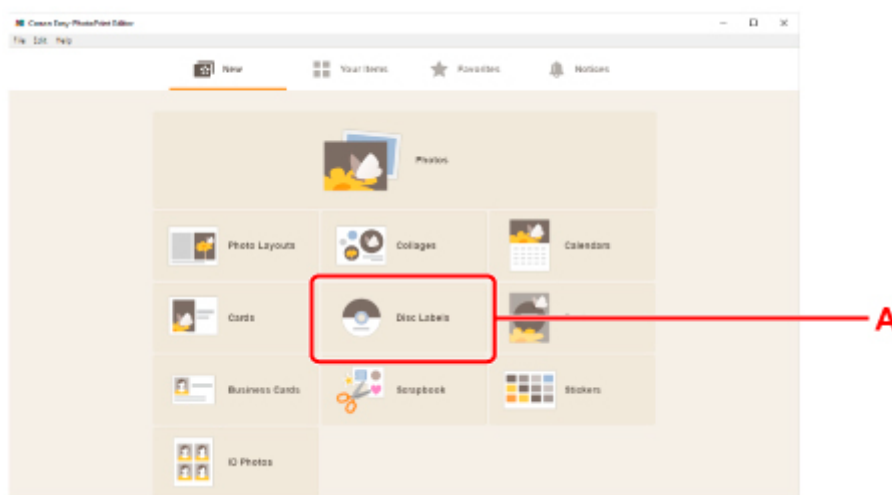 Canon Easy-PhotoPrint Editor
File Edit Help
New Your Items Favorites Notices
Photos
Photo Layouts Collages Calendars
Cards Disc Labels
A
Business Cards Scrapbook Stickers
ID Photos